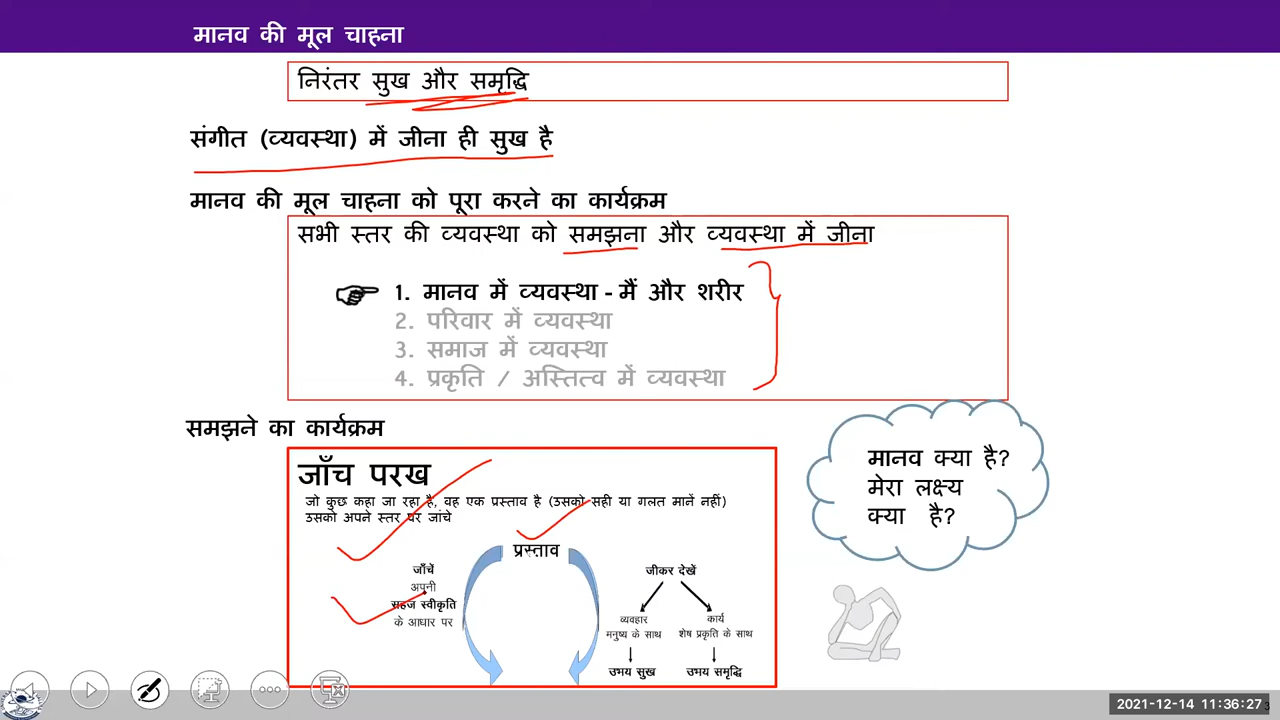 मानव की मूल चाहना
निरंतर सुख और समृद्धि
संगीत (व्यवस्था) में जीना ही सुख है
मानव की मूल चाहना को पूरा करने का कार्यक्रम
सभी स्तर की व्यवस्था को समझना और व्यवस्था में जीना
1. मानव में व्यवस्था - मैं और शरीर
2. परिवार में व्यवस्था
3. समाज में व्यवस्था
4. प्रकृति / अस्तित्व में व्यवस्था
समझने का कार्यक्रम
जाँच परख
जो कुछ कहा जा रहा है, वह एक प्रस्ताव है (उसको सही या गलत मानें नहीं)
उसको अपने स्तर पर जांचे
प्रस्ताव
जाँचें
अपनी
सहज स्वीकृति
के आधार पर
जीकर देखें
व्यवहार
मनुष्य के साथ
कार्य
शेष प्रकृति के साथ
उभय सुख
उभय समृद्धि
मानव क्या है?
मेरा लक्ष्य
क्या है?
2021-12-14 11:36:27
3